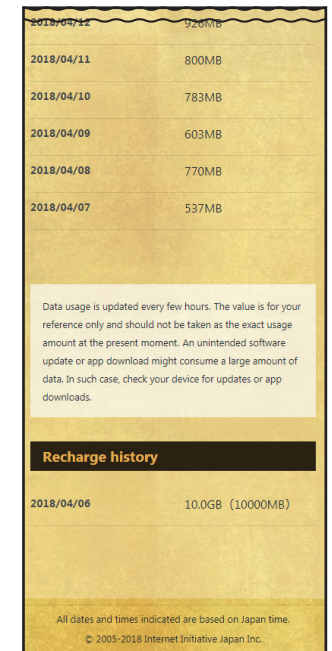 2018/04/12 926MB
2018/04/11 800MB
2018/04/10 783MB
2018/04/09 603MB
2018/04/08 770MB
2018/04/07 537MB
Data usage is updated every few hours. The value is for your
reference only and should not be taken as the exact usage
amount at the present moment. An unintended software
update or app download might consume a large amount of
data. In such case, check your device for updates or app
downloads.
Recharge history
2018/04/06 10.0GB（10000MB）
All dates and times indicated are based on Japan time.
© 2005-2018 Internet Initiative Japan Inc.